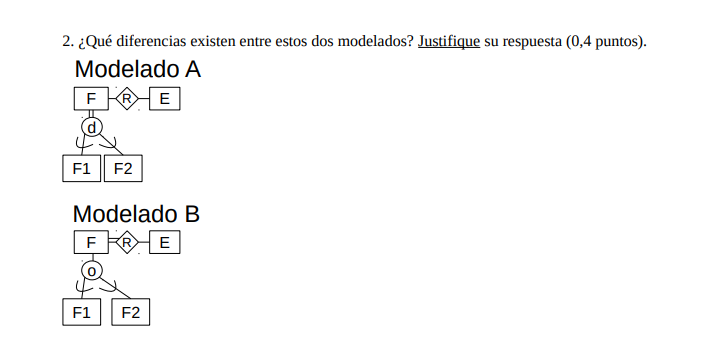 2. ¿Qué diferencias existen entre estos dos modelados? Justifique su respuesta (0,4 puntos).
Modelado A
F R E
d
F1 F2
Modelado B
F R E
o
F1 F2